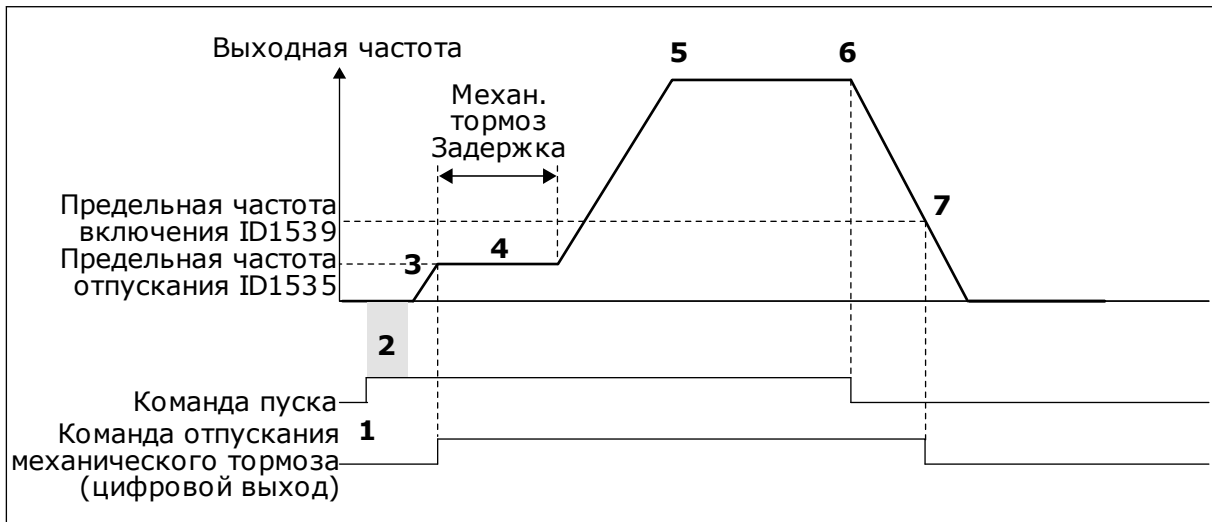 Выходная частота
5
6
Механ.
тормоз
Задержка
Предельная частота
включения ID1539
7
Предельная частота
отпускания ID1535
3
4
2
Команда пуска
1
Команда отпускания
механического тормоза
(цифровой выход)